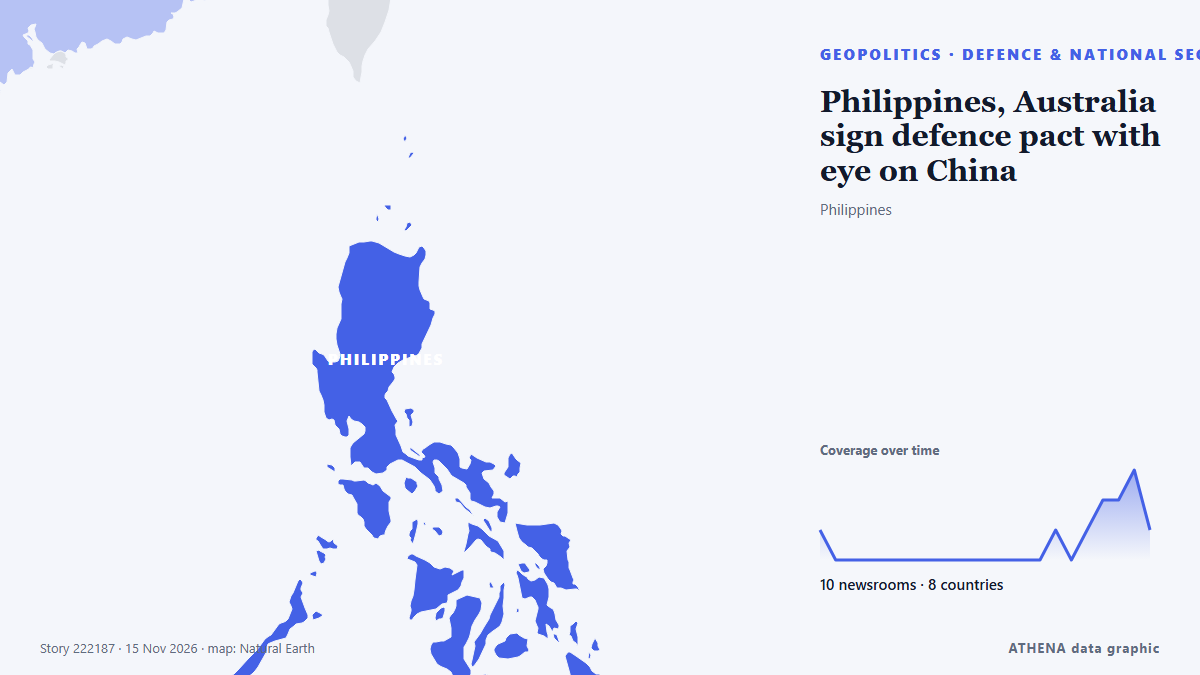 GEOPOLITICS · DEFENCE & NATIONAL
Philippines, Australia
sign defence pact with
eye on China
Philippines
PHILIPPINES
Coverage over time
10 newsrooms · 8 countries
Story 222187 · 15 Nov 2026 · map: Natural Earth
ATHENA data graphic